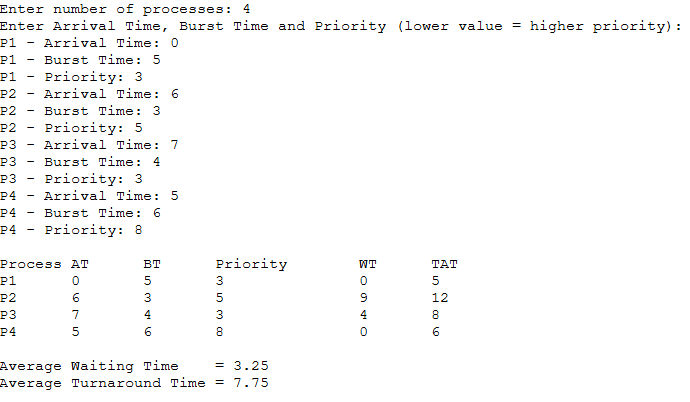 Enter number of processes: 4
Enter Arrival Time, Burst Time and Priority (lower value = higher priority):
P1 - Arrival Time: 0
P1 - Burst Time: 5
P1 - Priority: 3
P2 - Arrival Time: 6
P2 - Burst Time: 3
P2 - Priority: 5
P3 - Arrival Time: 7
P3 - Burst Time: 4
P3 - Priority: 3
P4 - Arrival Time: 5
P4 - Burst Time: 6
P4 - Priority: 8
Process AT BT Priority WT TAT
P1 0 5 3 0 5
P2 6 3 5 9 12
P3 7 4 3 4 8
P4 5 6 8 0 6
Average Waiting Time = 3.25
Average Turnaround Time = 7.75